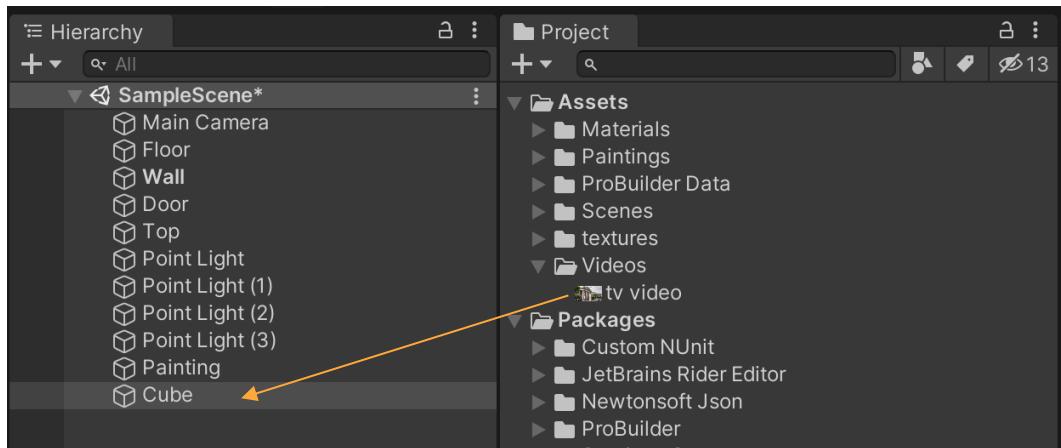 Hierarchy
All
SampleScene*
Main Camera
Floor
Wall
Door
Top
Point Light
Point Light (1)
Point Light (2)
Point Light (3)
Painting
Cube
Project
13
Assets
Materials
Paintings
ProBuilder Data
Scenes
textures
Videos
tv video
Packages
Custom NUnit
JetBrains Rider Editor
Newtonsoft Json
ProBuilder